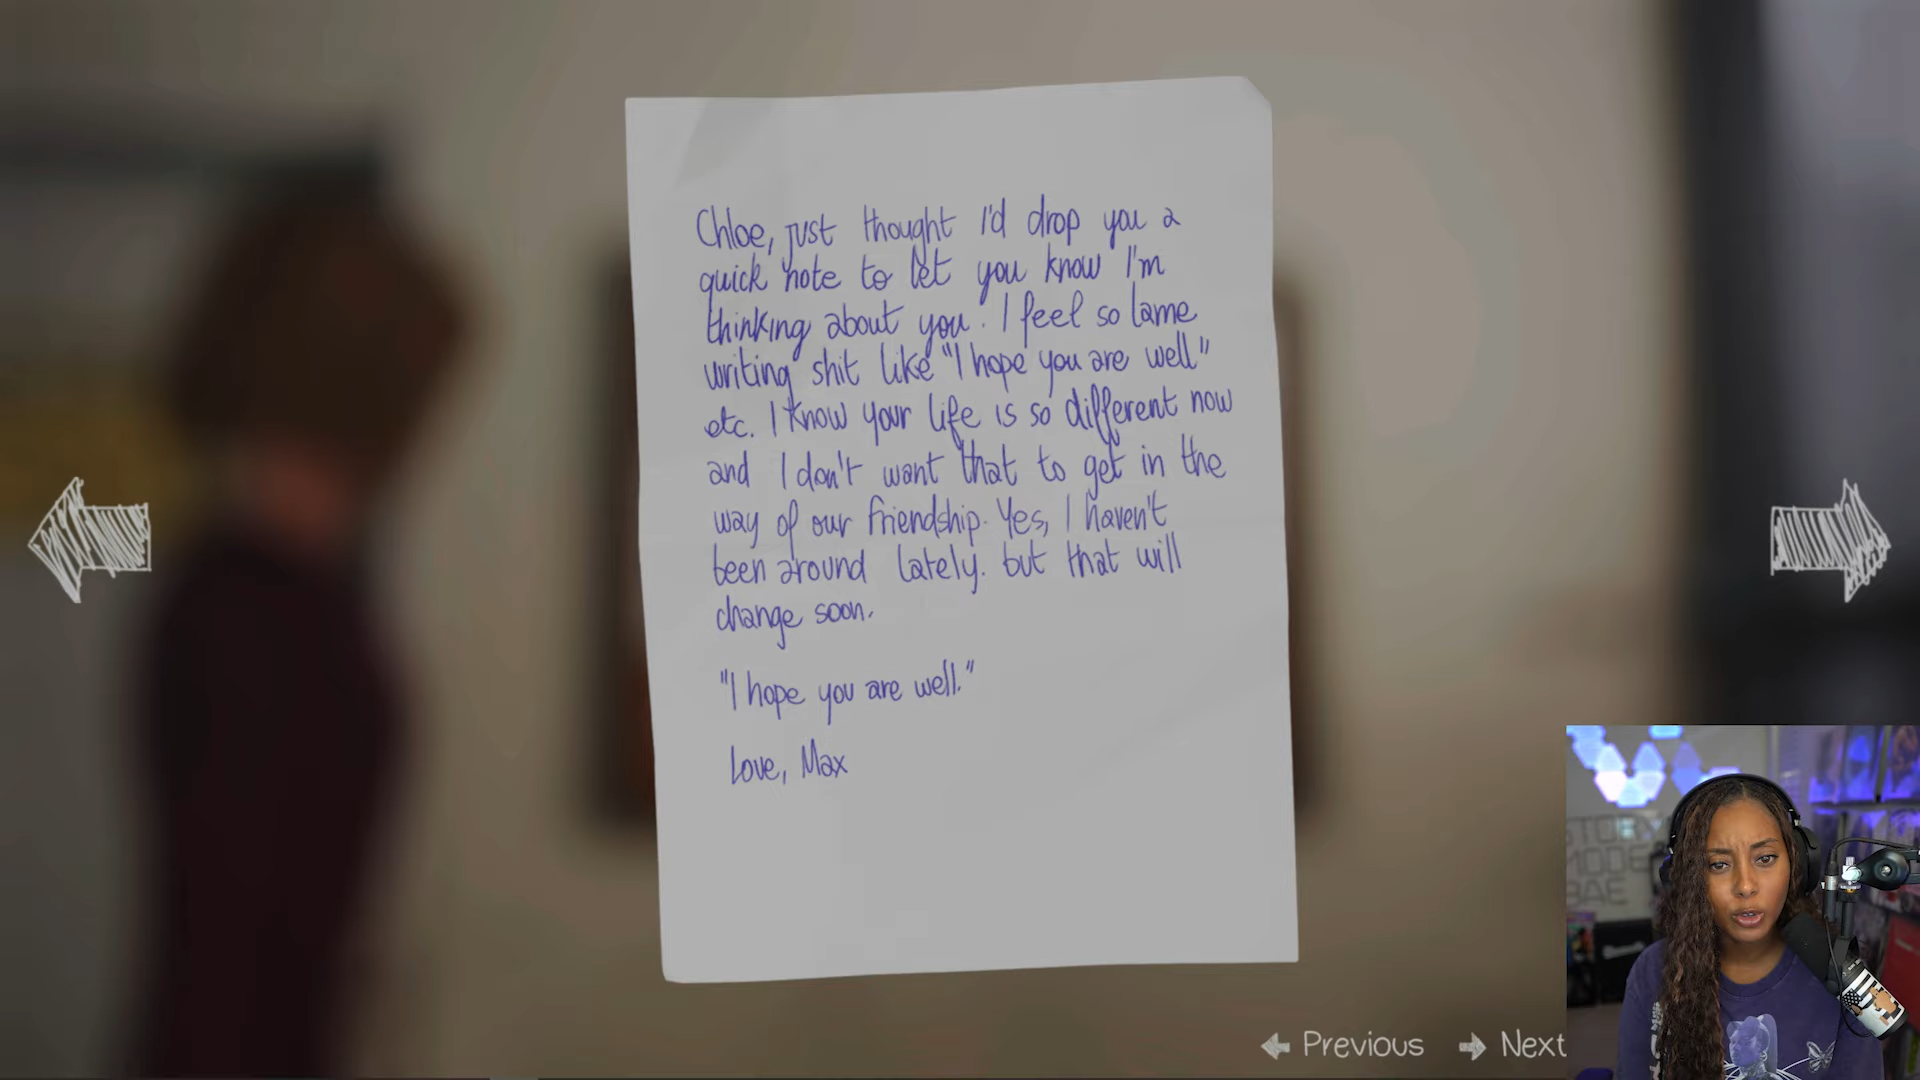 Chloe, just thought I'd drop you a
quick note to let you know I'm
thinking about you. I feel so lame
writing shit like "I hope you are well"
etc. I know your life is so different now
and I don't want that to get in the
way of our friendship. Yes, I haven't
been around lately. but that will
change soon.
"I hope you are well."
Love, Max
STORY
MODE
BAE
Previous
Next